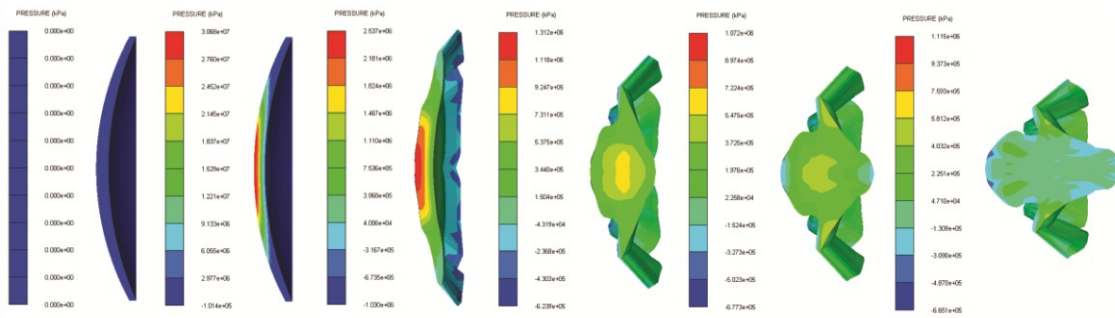 PRESSURE (kPa)
0.000e+00
0.000e+00
0.000e+00
0.000e+00
0.000e+00
0.000e+00
0.000e+00
0.000e+00
0.000e+00
0.000e+00
0.000e+00
PRESSURE (kPa)
3.068e+07
2.760e+07
2.452e+07
2.145e+07
1.837e+07
1.529e+07
1.221e+07
9.133e+06
6.055e+06
2.977e+06
-1.014e+05
PRESSURE (kPa)
2.537e+06
2.181e+06
1.824e+06
1.467e+06
1.110e+06
7.536e+05
3.968e+05
4.000e+04
-3.167e+05
-6.735e+05
-1.030e+06
PRESSURE (kPa)
1.312e+06
1.118e+06
9.247e+05
7.311e+05
5.375e+05
3.440e+05
1.504e+05
-4.319e+04
-2.368e+05
-4.303e+05
-6.239e+05
PRESSURE (kPa)
1.072e+06
8.974e+05
7.224e+05
5.475e+05
3.725e+05
1.976e+05
2.258e+04
-1.524e+05
-3.273e+05
-5.023e+05
-6.773e+05
PRESSURE (kPa)
1.115e+06
9.373e+05
7.593e+05
5.812e+05
4.032e+05
2.251e+05
4.710e+04
-1.309e+05
-3.090e+05
-4.870e+05
-6.651e+05